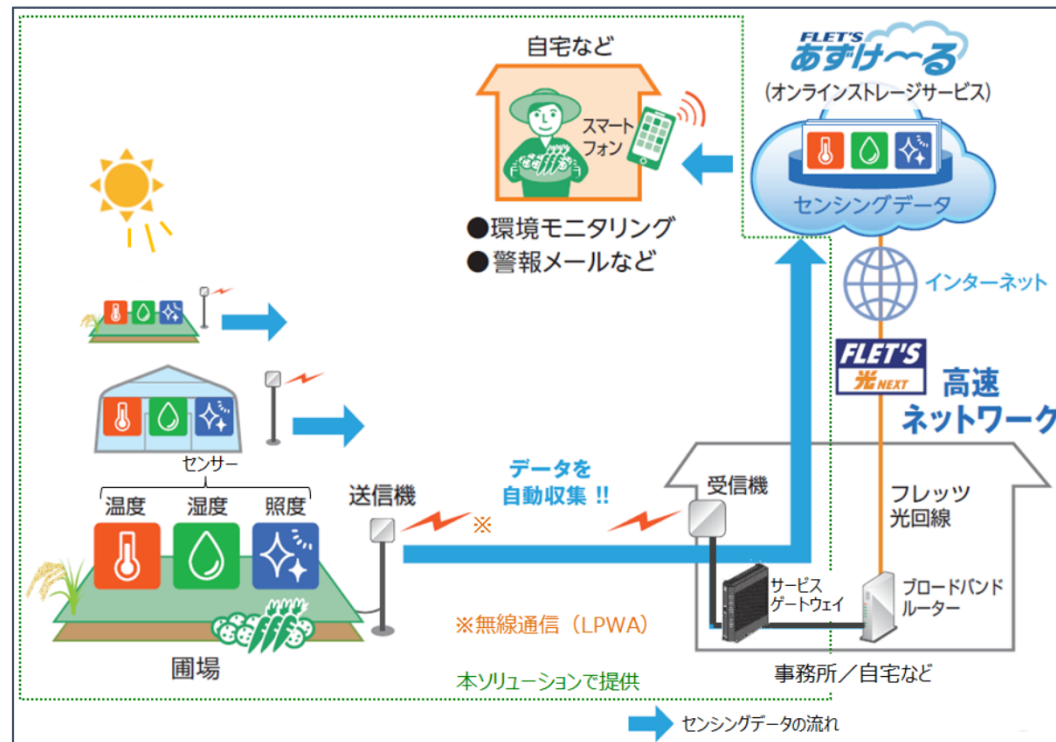 自宅など
スマート
フォン
●環境モニタリング
●警報メールなど
FLET'S
あずけ～る
(オンラインストレージサービス)
センシングデータ
インターネット
FLET'S
光 NEXT
高速
ネットワーク
センサー
温度 湿度 照度
送信機
データを
自動収集 !!
※
受信機
フレッツ
光回線
サービス
ゲートウェイ
ブロードバンド
ルーター
※無線通信（LPWA）
圃場
本ソリューションで提供
事務所／自宅など
センシングデータの流れ